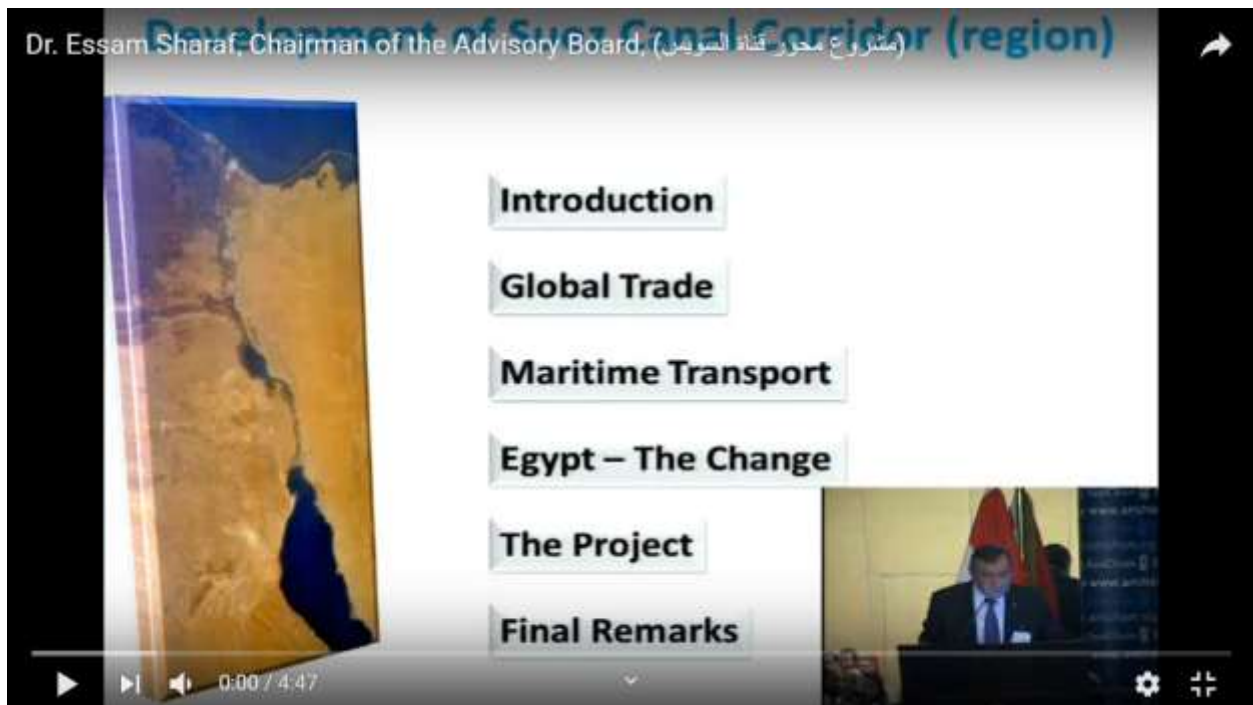 Development of Suez Canal Corridor (region)
Dr. Essam Sharaf, Chairman of the Advisory Board, (مشروع محور قناة السويس)
Introduction
Global Trade
Maritime Transport
Egypt – The Change
The Project
Final Remarks
0:00 / 4:47